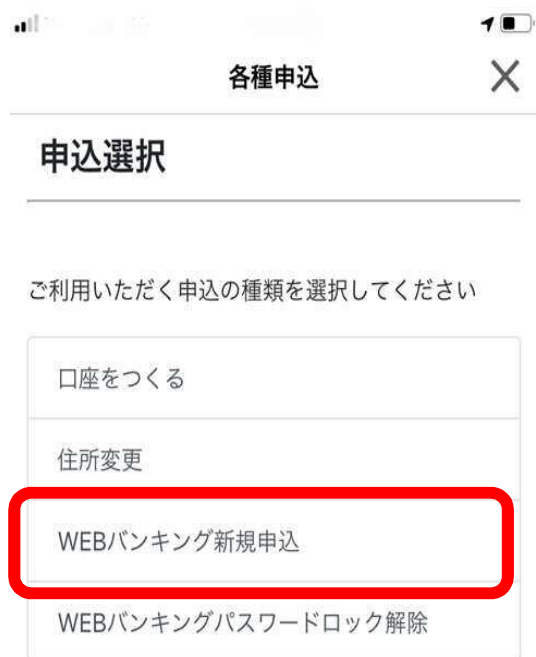 各種申込
申込選択
ご利用いただく申込の種類を選択してください
口座をつくる
住所変更
WEBバンキング新規申込
WEBバンキングパスワードロック解除